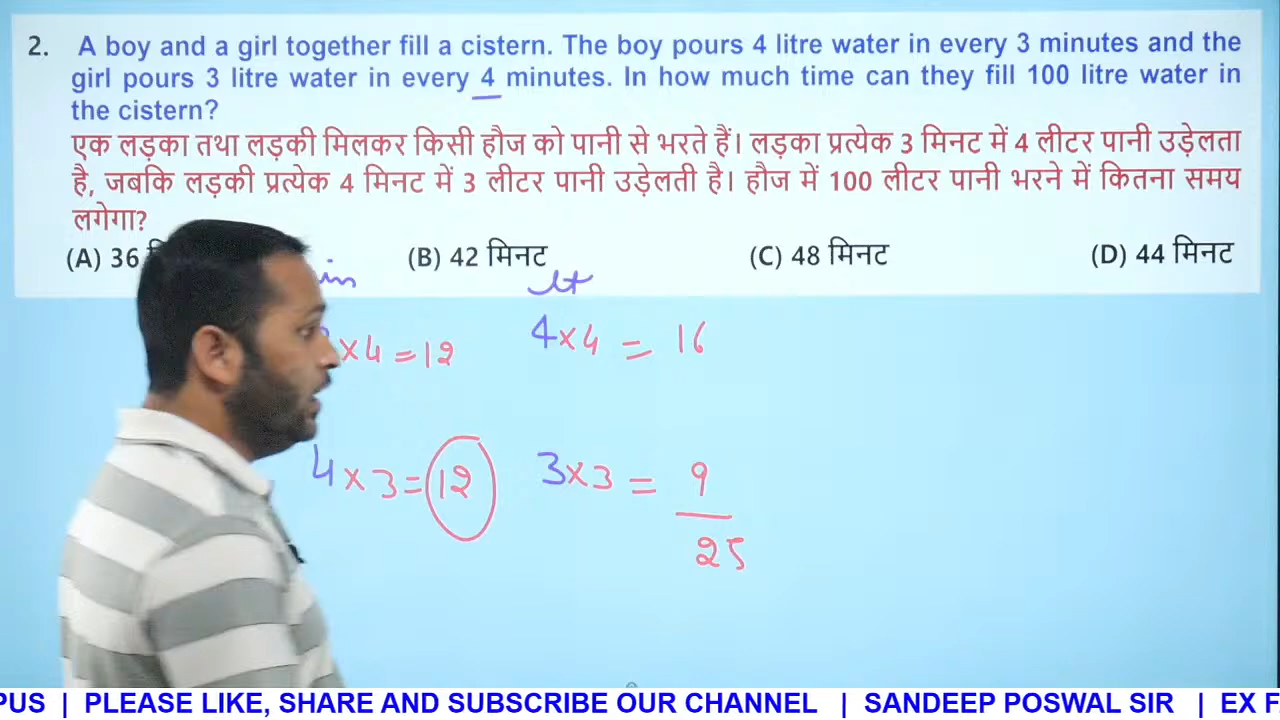 2. A boy and a girl together fill a cistern. The boy pours 4 litre water in every 3 minutes and the
girl pours 3 litre water in every 4 minutes. In how much time can they fill 100 litre water in
the cistern?
एक लड़का तथा लड़की मिलकर किसी हौज को पानी से भरते हैं। लड़का प्रत्येक 3 मिनट में 4 लीटर पानी उड़ेलता
है, जबकि लड़की प्रत्येक 4 मिनट में 3 लीटर पानी उड़ेलती है। हौज में 100 लीटर पानी भरने में कितना समय
लगेगा?
(A) 36 (B) 42 मिनट (C) 48 मिनट (D) 44 मिनट
lt
×4 = 12 4×4 = 16
4×3 = 12 3×3 = 9
25
PUS | PLEASE LIKE, SHARE AND SUBSCRIBE OUR CHANNEL | SANDEEP POSWAL SIR | EX F